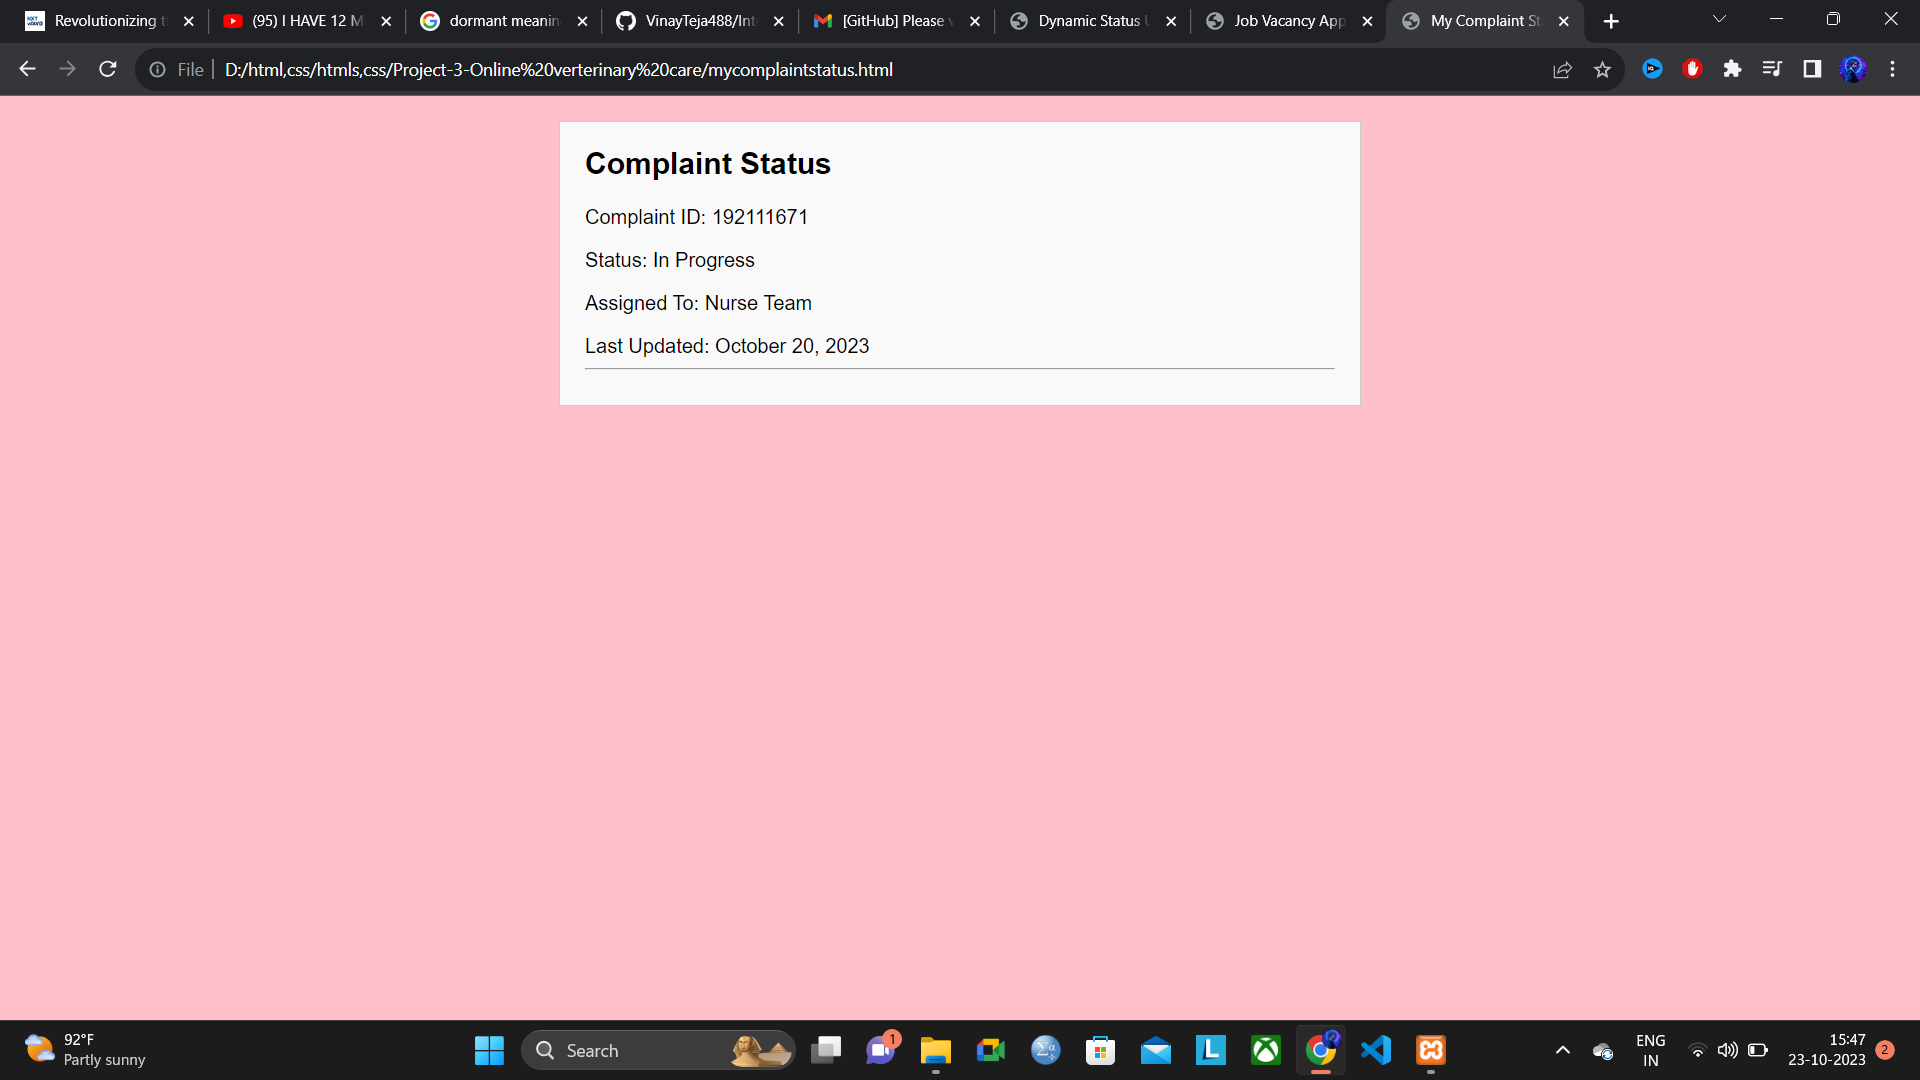 Revolutionizing t
(95) I HAVE 12 M
dormant meanin
VinayTeja488/Inte
[GitHub] Please v
Dynamic Status U
Job Vacancy App
My Complaint St
File
D:/html,css/htmls,css/Project-3-Online%20verterinary%20care/mycomplaintstatus.html
Complaint Status
Complaint ID: 192111671
Status: In Progress
Assigned To: Nurse Team
Last Updated: October 20, 2023
92°F
Partly sunny
Search
1
ENG
IN
15:47
23-10-2023
2